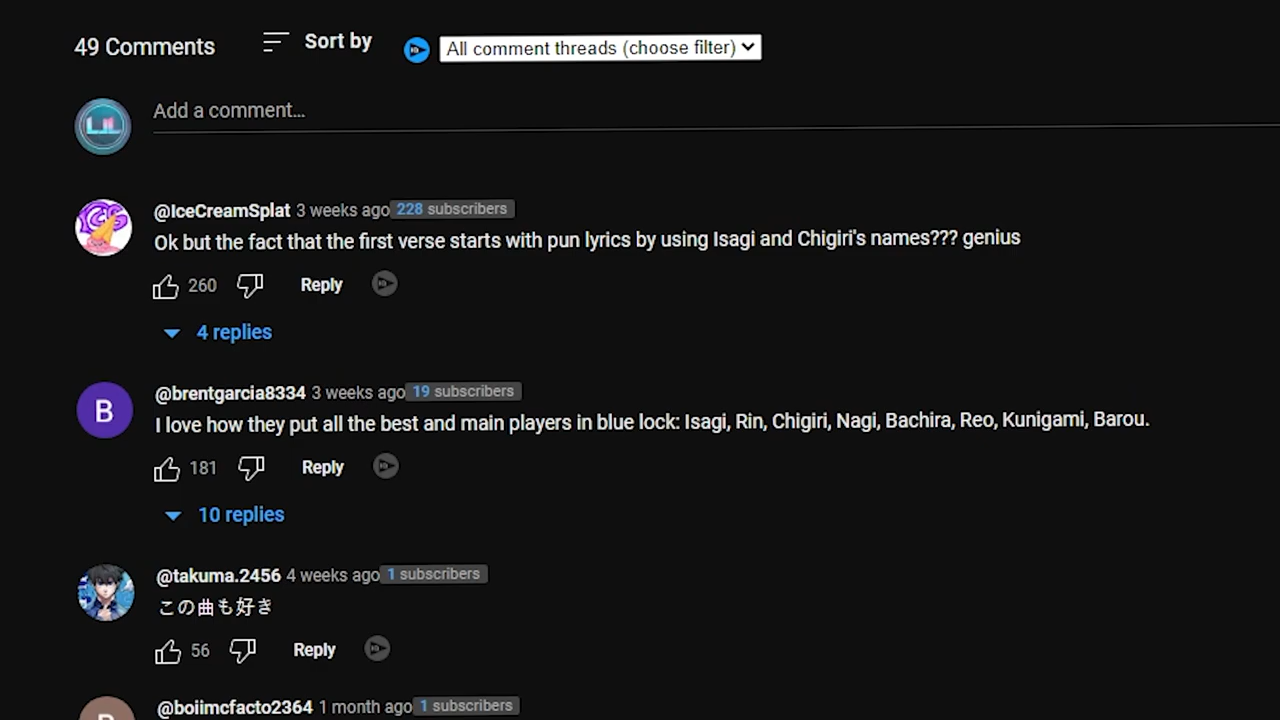 49 Comments Sort by All comment threads (choose filter)
Add a comment...
@IceCreamSplat 3 weeks ago 228 subscribers
Ok but the fact that the first verse starts with pun lyrics by using Isagi and Chigiri's names??? genius
260 Reply
4 replies
B
@brentgarcia8334 3 weeks ago 19 subscribers
I love how they put all the best and main players in blue lock: Isagi, Rin, Chigiri, Nagi, Bachira, Reo, Kunigami, Barou.
181 Reply
10 replies
@takuma.2456 4 weeks ago 1 subscribers
この曲も好き
56 Reply
@boiimcfacto2364 1 month ago 1 subscribers